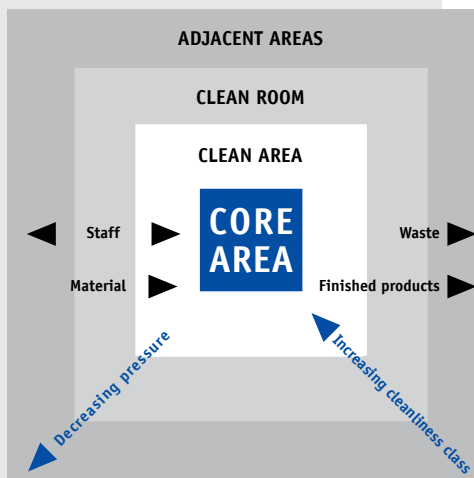 ADJACENT AREAS
CLEAN ROOM
CLEAN AREA
CORE
AREA
Staff
Waste
Material
Finished products
Decreasing pressure
Increasing cleanliness class